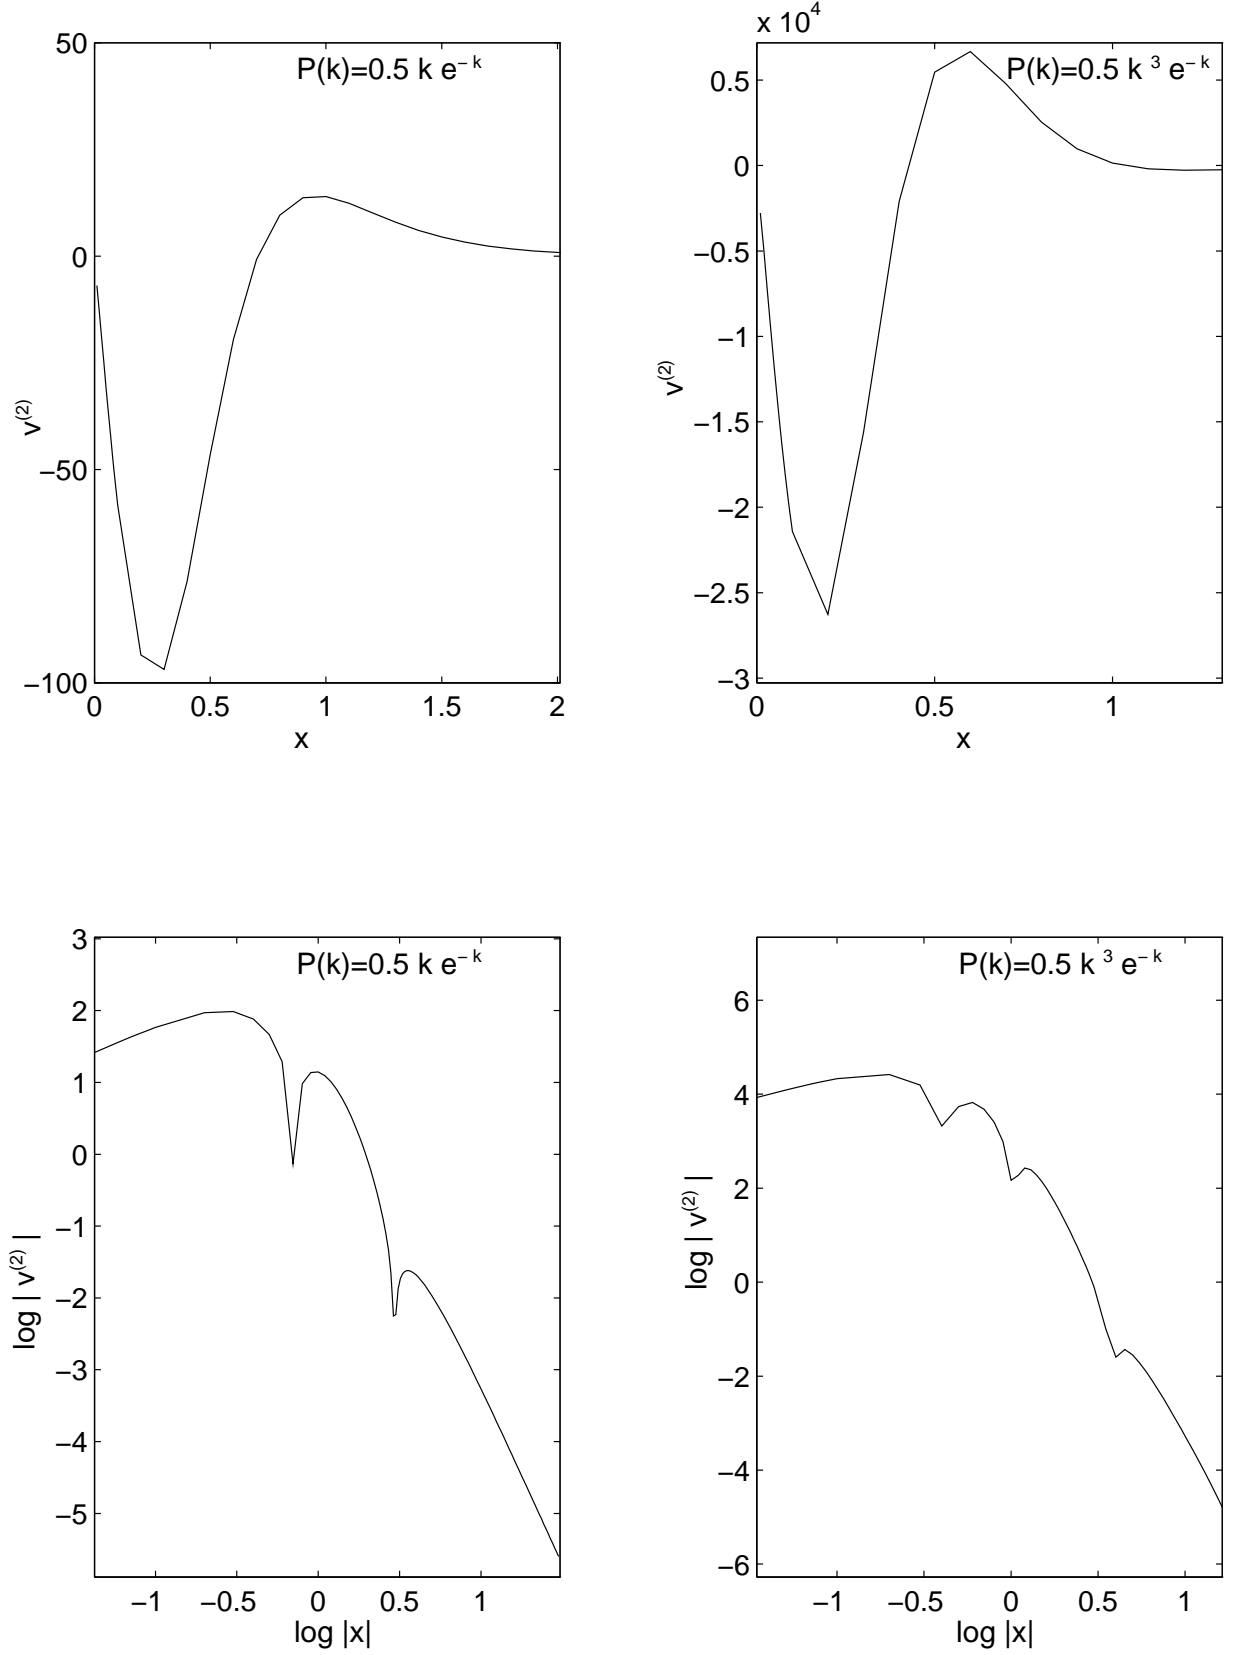 50
P(k)=0.5 k e^{−k}
0
−50
−100
v^{(2)}
0 0.5 1 1.5 2
x
x 10^4
P(k)=0.5 k^3 e^{−k}
0.5
0
−0.5
−1
−1.5
−2
−2.5
−3
v^{(2)}
0 0.5 1
x
3
P(k)=0.5 k e^{−k}
2
1
0
−1
−2
−3
−4
−5
log | v^{(2)} |
−1 −0.5 0 0.5 1
log |x|
P(k)=0.5 k^3 e^{−k}
6
4
2
0
−2
−4
−6
log | v^{(2)} |
−1 −0.5 0 0.5 1
log |x|